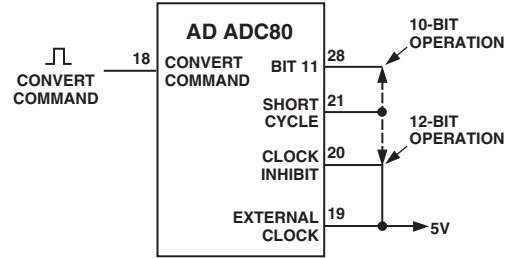 AD ADC80
CONVERT
COMMAND
18
CONVERT
COMMAND
BIT 11
28
10-BIT
OPERATION
SHORT
CYCLE
21
12-BIT
OPERATION
CLOCK
INHIBIT
20
EXTERNAL
CLOCK
19
5V